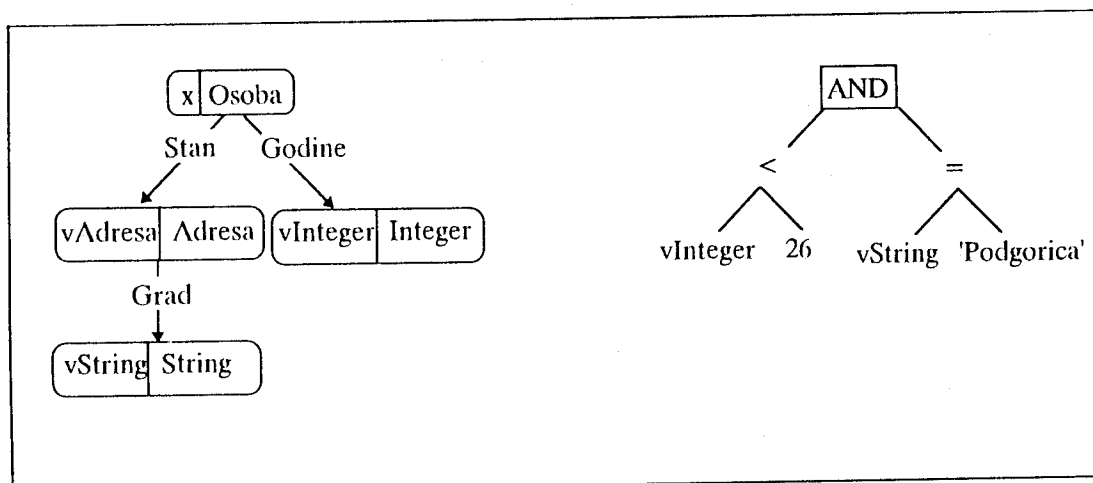 x Osoba
Stan Godine
vAdresa Adresa vInteger Integer
Grad
vString String
AND
< =
vInteger 26 vString 'Podgorica'